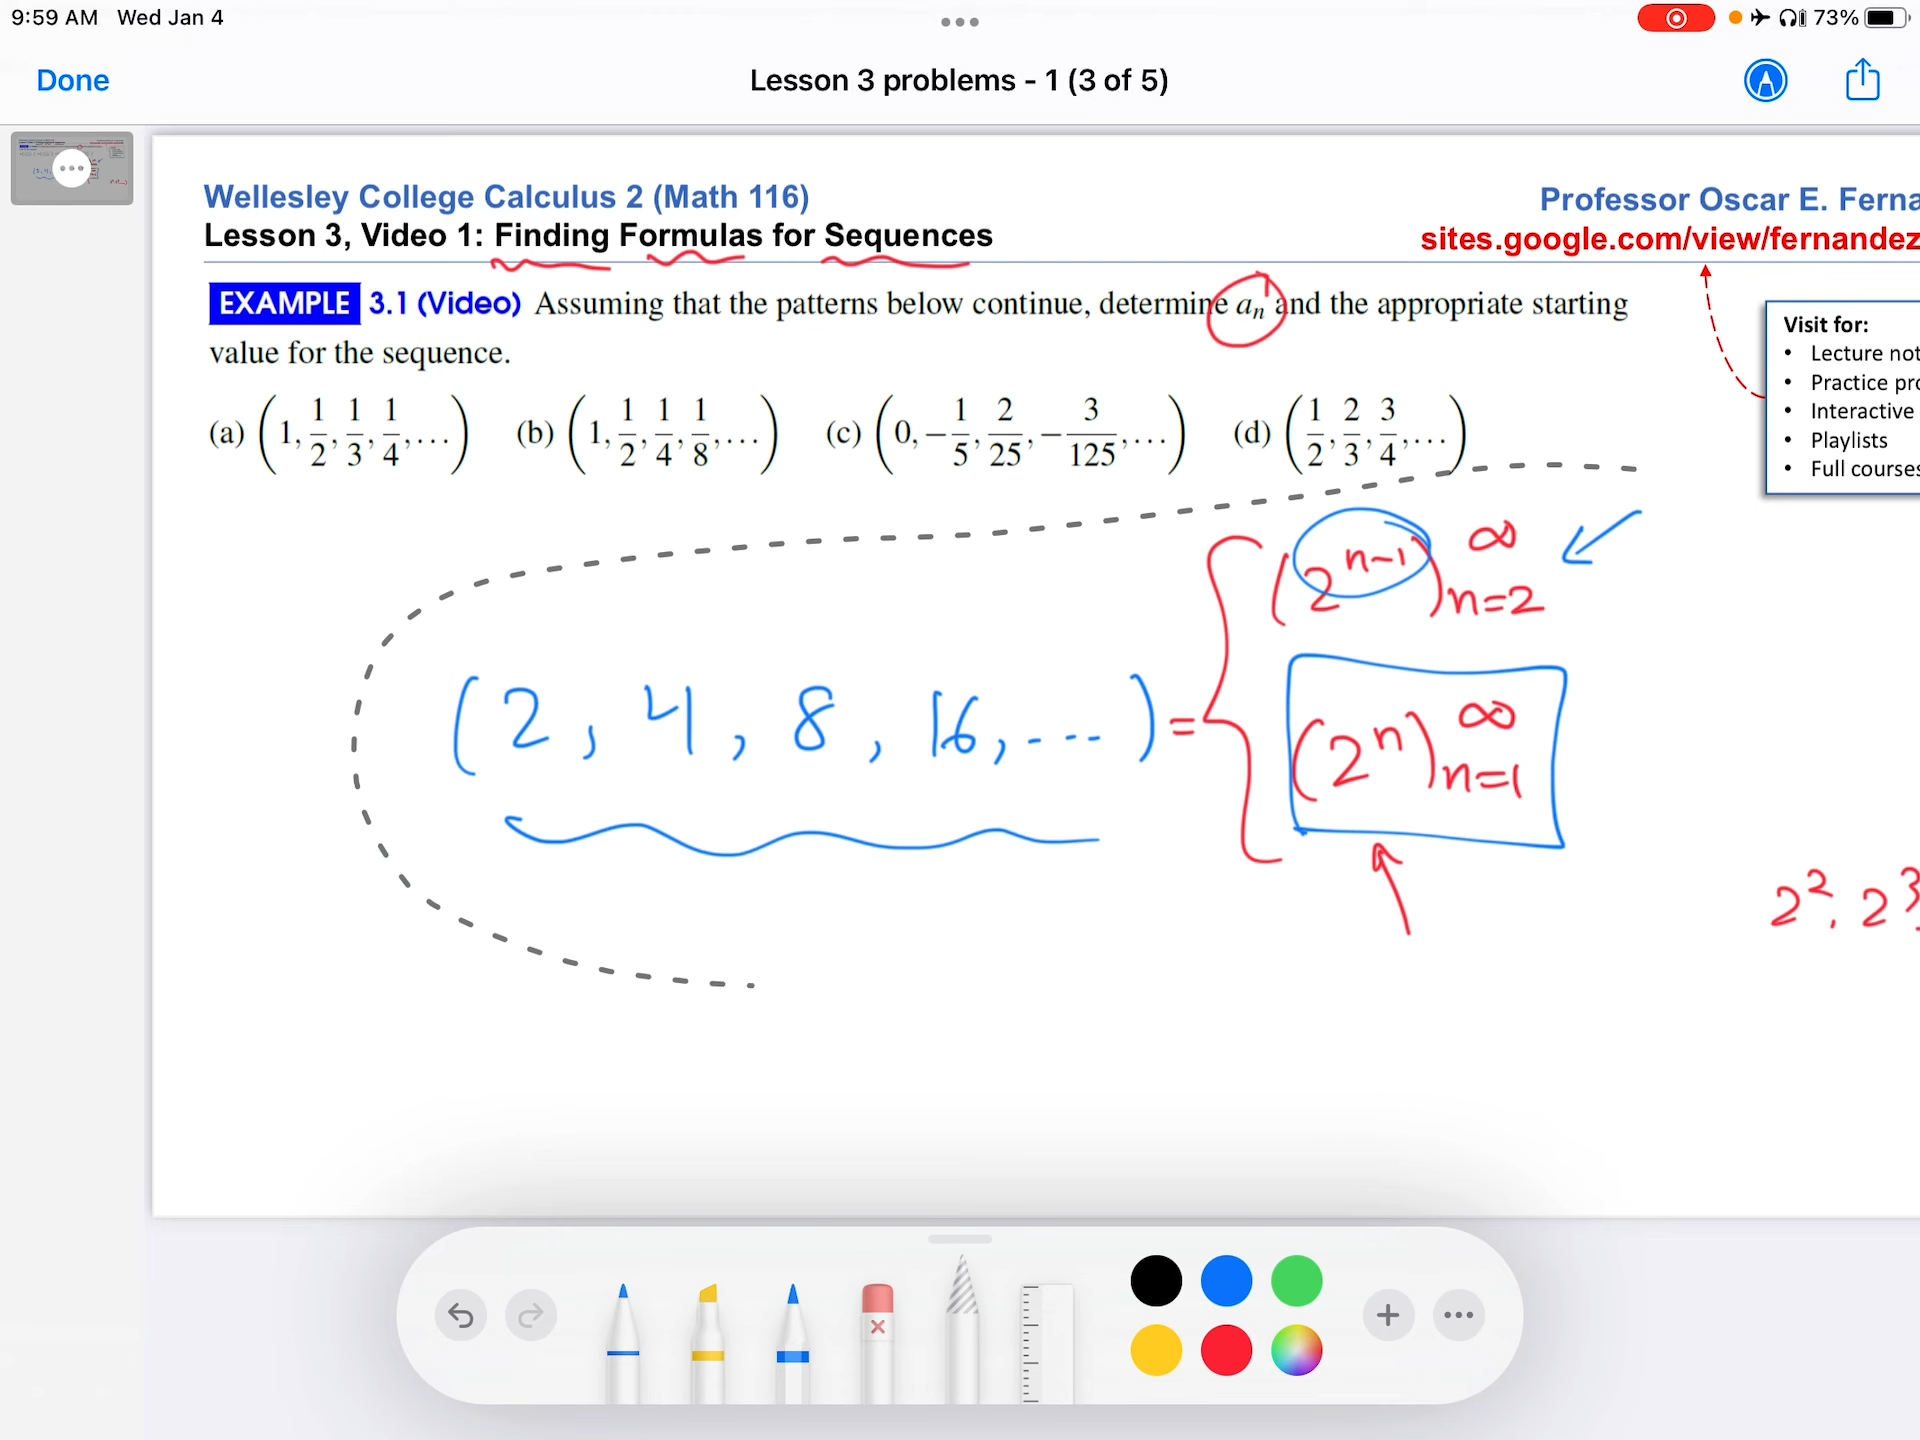 9:59 AM Wed Jan 4
73%
Done
Lesson 3 problems - 1 (3 of 5)
Wellesley College Calculus 2 (Math 116)
Professor Oscar E. Ferna
Lesson 3, Video 1: Finding Formulas for Sequences
sites.google.com/view/fernandez
EXAMPLE 3.1 (Video) Assuming that the patterns below continue, determine aₙ and the appropriate starting
value for the sequence.
(a) (1, 1/2, 1/3, 1/4, ...) (b) (1, 1/2, 1/4, 1/8, ...) (c) (0, −1/5, 2/25, −3/125, ...) (d) (1/2, 2/3, 3/4, ...)
Visit for:
• Lecture not
• Practice pro
• Interactive
• Playlists
• Full courses
(2^{n−1})_{n=2}^{∞}
(2, 4, 8, 16, ...) =
(2^n)_{n=1}^{∞}
2², 2³